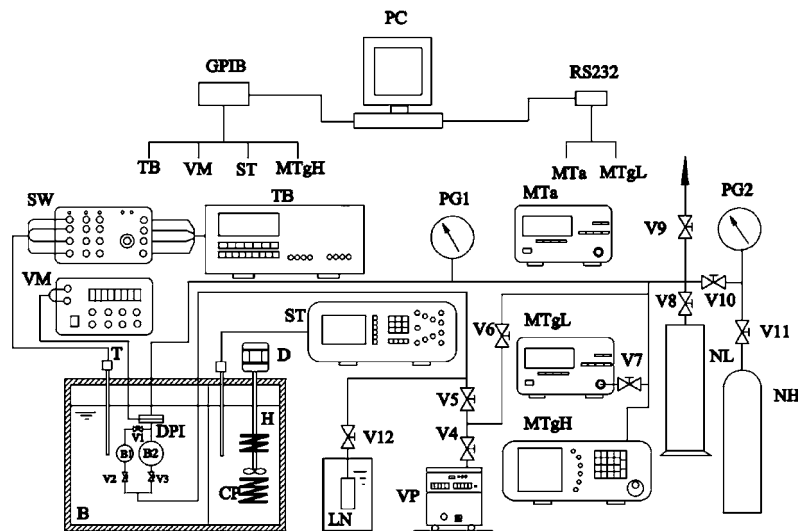 PC
GPIB
RS232
TB VM ST MTgH
MTa MTgL
SW
TB
PG1
MTa
PG2
V9
VM
V8
V10
ST
V6
MTgL
V7
NL
V11
T
D
V5
NH
H
V12
V4
MTgH
DPI
V1
B1
B2
V2
V3
CP
B
LN
VP